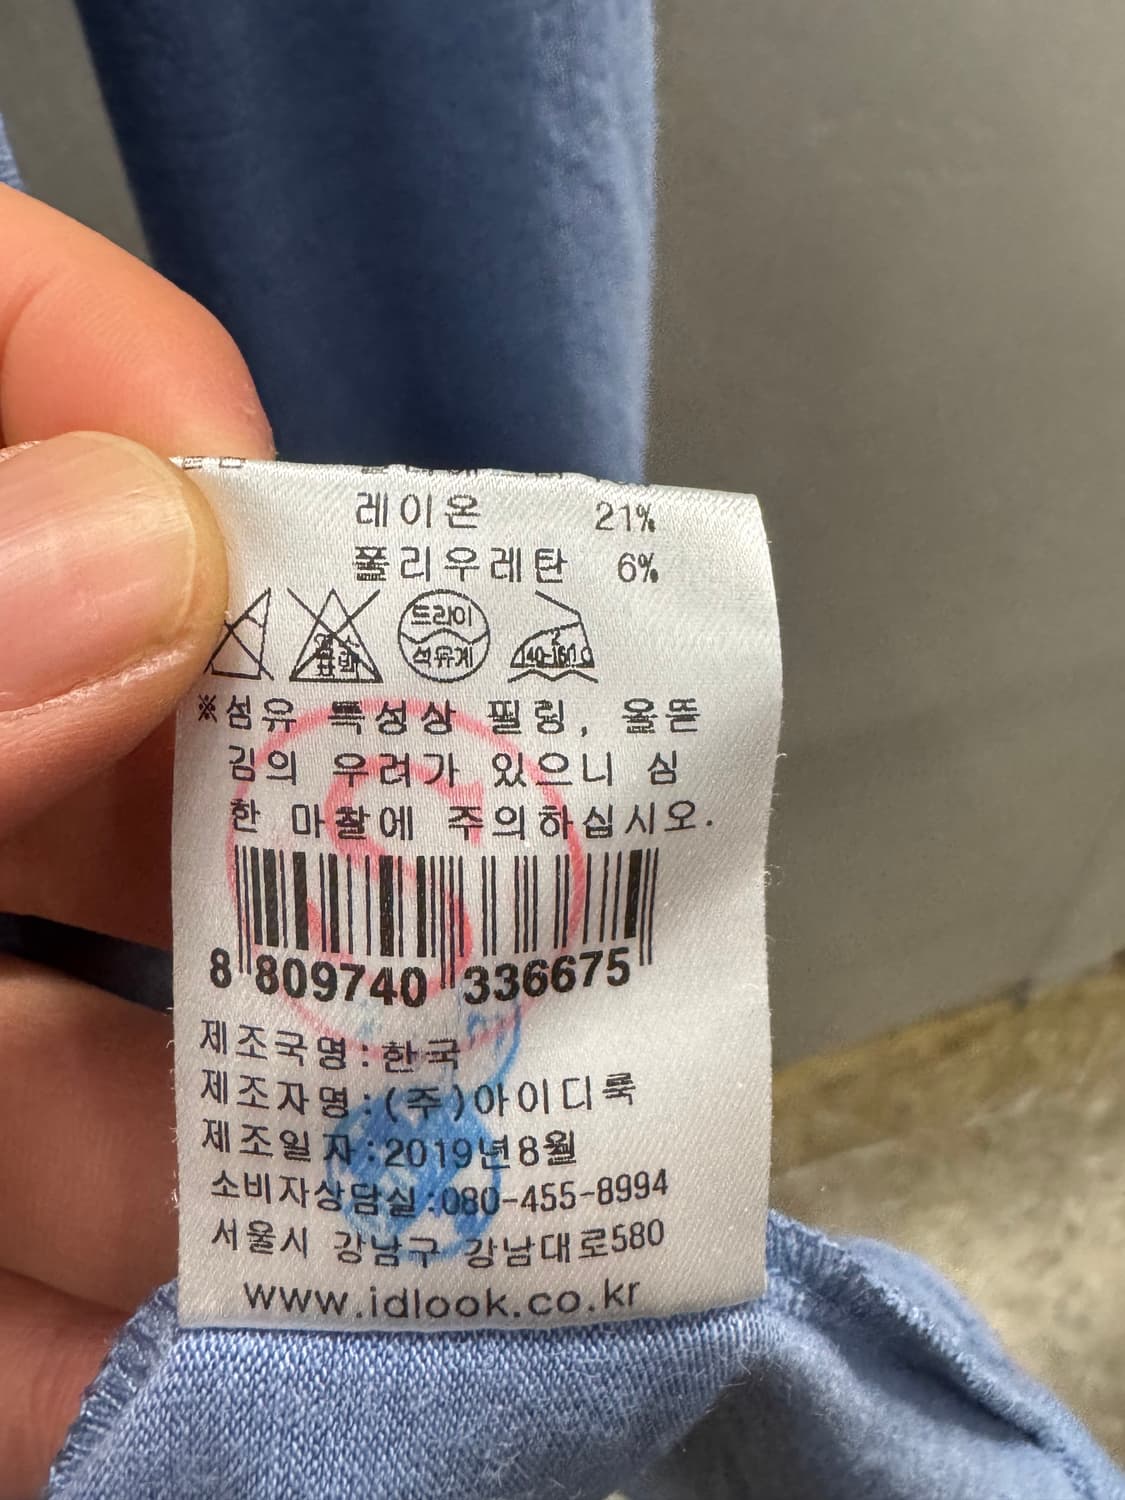 레이온 21%
폴리우레탄 6%
드라이
석유계
표백
140-160℃
※섬유 특성상 필링, 올뜯
김의 우려가 있으니 심
한 마찰에 주의하십시오.
S
8 809740 336675
제조국명:한국
제조자명:(주)아이디룩
제조일자:2019년8월
소비자상담실:080-455-8994
서울시 강남구 강남대로580
www.idlook.co.kr